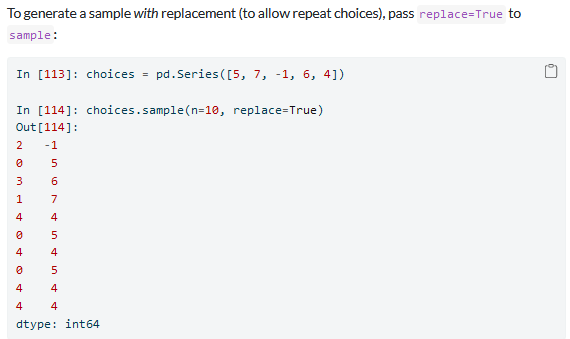 To generate a sample with replacement (to allow repeat choices), pass replace=True to
sample:
In [113]: choices = pd.Series([5, 7, -1, 6, 4])
In [114]: choices.sample(n=10, replace=True)
Out[114]:
2   -1
0    5
3    6
1    7
4    4
0    5
4    4
0    5
4    4
4    4
dtype: int64